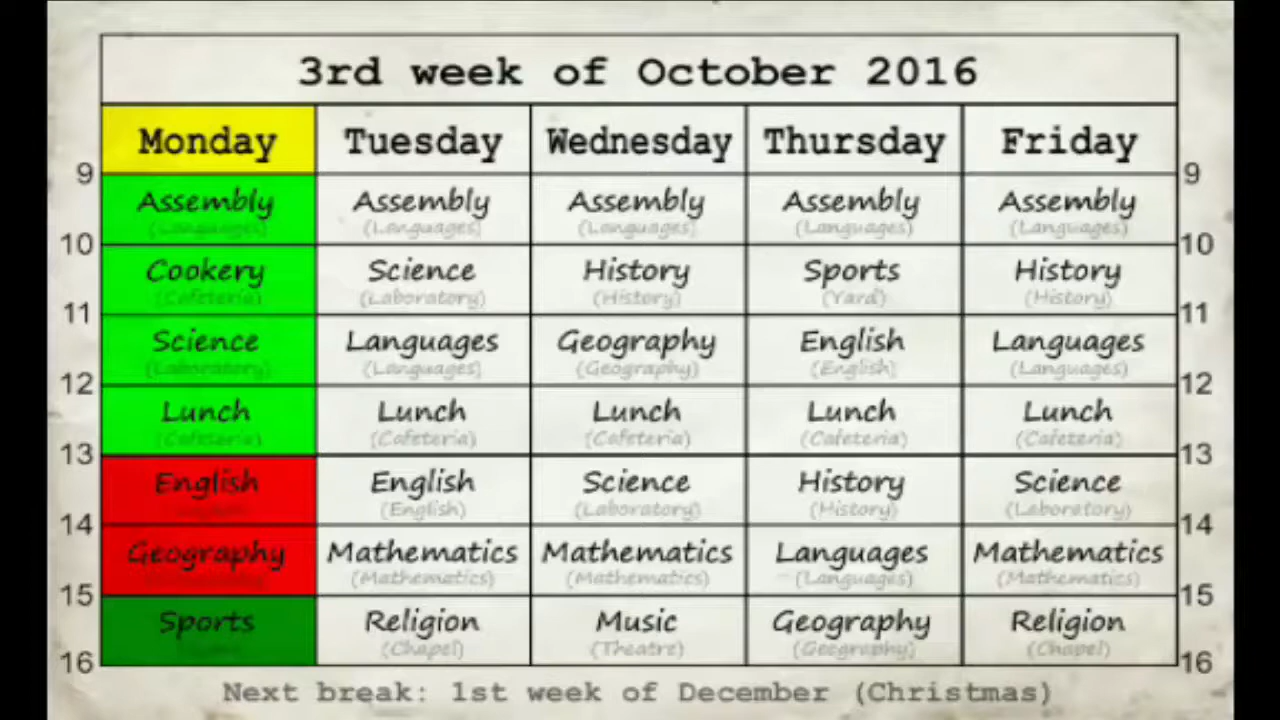 3rd week of October 2016
Monday Tuesday Wednesday Thursday Friday
9 9
Assembly Assembly Assembly Assembly Assembly
(Languages) (Languages) (Languages) (Languages) (Languages)
10 10
Cookery Science History Sports History
(Cafeteria) (Laboratory) (History) (Yard) (History)
11 11
Science Languages Geography English Languages
(Laboratory) (Languages) (Geography) (English) (Languages)
12 12
Lunch Lunch Lunch Lunch Lunch
(Cafeteria) (Cafeteria) (Cafeteria) (Cafeteria) (Cafeteria)
13 13
English English Science History Science
(English) (Laboratory) (History) (Laboratory)
14 14
Geography Mathematics Mathematics Languages Mathematics
(Mathematics) (Mathematics) (Languages) (Mathematics)
15 15
Sports Religion Music Geography Religion
(Chapel) (Theatre) (Geography) (Chapel)
16 16
Next break: 1st week of December (Christmas)